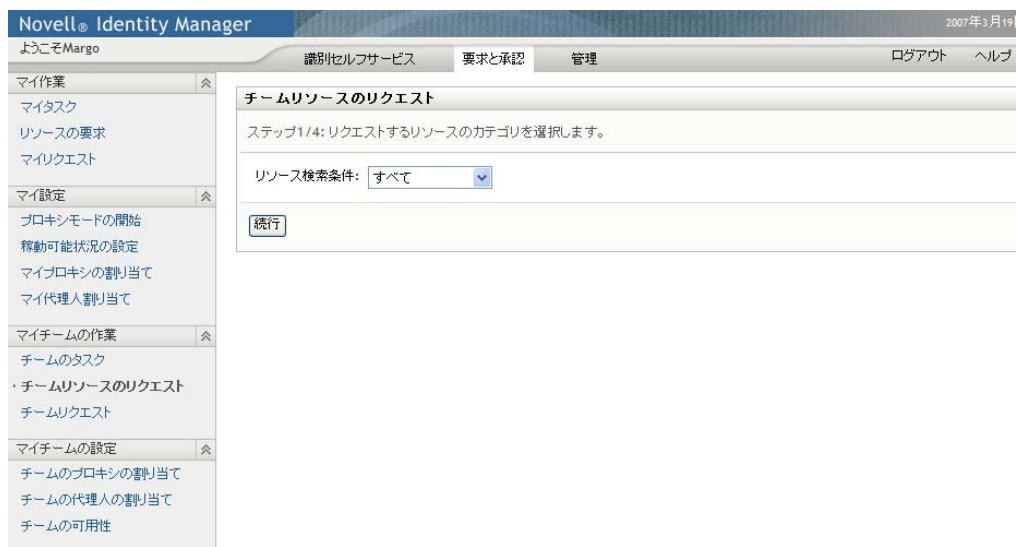 Novell® Identity Manager
2007年3月19
ようこそMargo
識別セルフサービス 要求と承認 管理 ログアウト ヘルプ
マイ作業
マイタスク
リソースの要求
マイリクエスト
マイ設定
プロキシモードの開始
稼動可能状況の設定
マイプロキシの割り当て
マイ代理人割り当て
マイチームの作業
チームのタスク
・チームリソースのリクエスト
チームリクエスト
マイチームの設定
チームのプロキシの割り当て
チームの代理人の割り当て
チームの可用性
チームリソースのリクエスト
ステップ1/4: リクエストするリソースのカテゴリを選択します。
リソース検索条件: すべて
続行